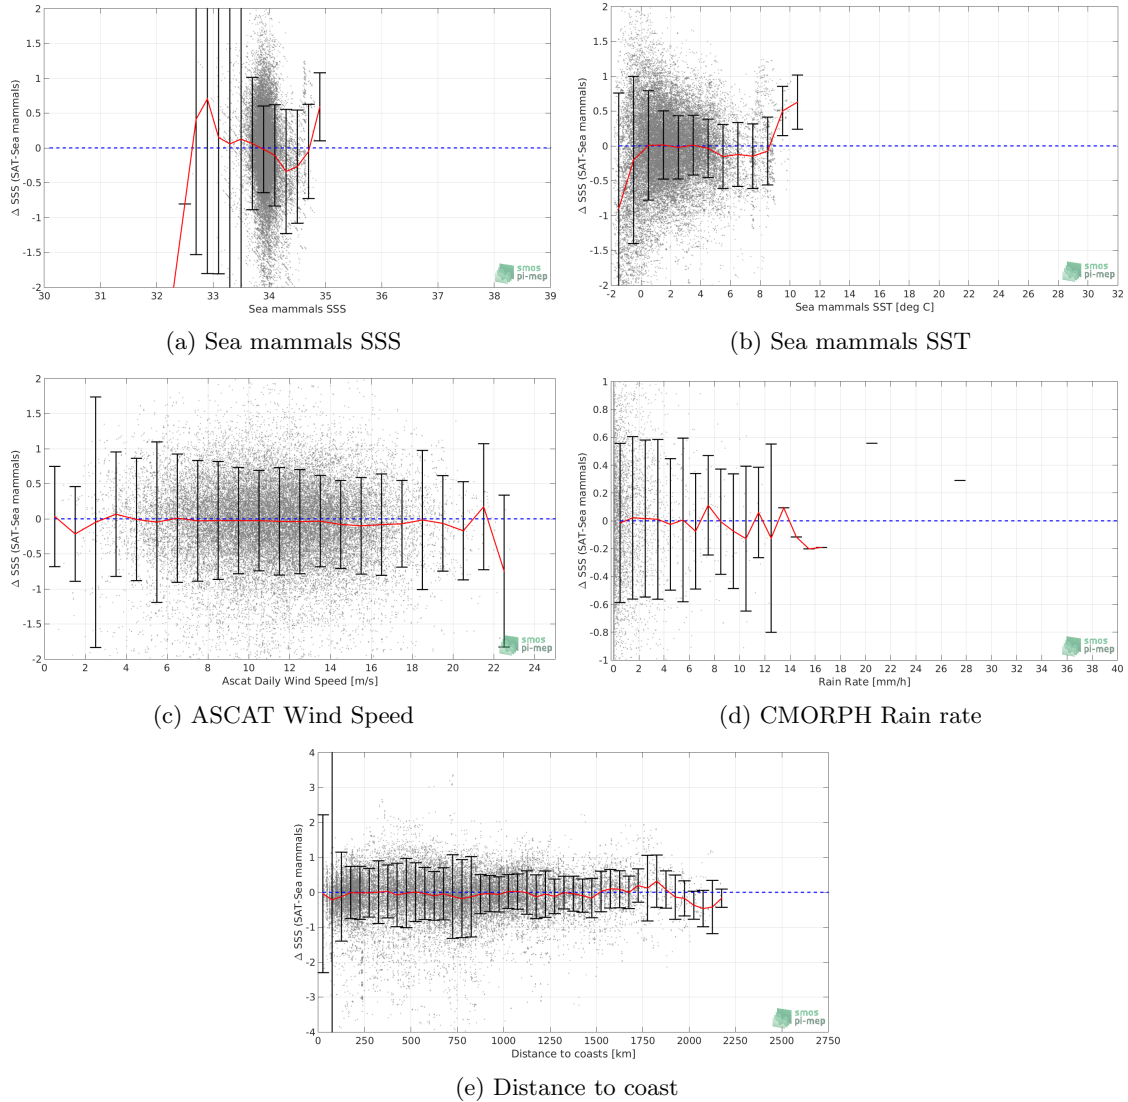 2
1.5
1
0.5
0
-0.5
-1
-1.5
-2
Δ SSS (SAT-Sea mammals)
30 31 32 33 34 35 36 37 38 39
Sea mammals SSS
smos
pi-mep
(a) Sea mammals SSS
2
1.5
1
0.5
0
-0.5
-1
-1.5
-2
Δ SSS (SAT-Sea mammals)
-2 0 2 4 6 8 10 12 14 16 18 20 22 24 26 28 30 32
Sea mammals SST [deg C]
smos
pi-mep
(b) Sea mammals SST
2
1.5
1
0.5
0
-0.5
-1
-1.5
-2
Δ SSS (SAT-Sea mammals)
0 2 4 6 8 10 12 14 16 18 20 22 24
Ascat Daily Wind Speed [m/s]
smos
pi-mep
(c) ASCAT Wind Speed
1
0.8
0.6
0.4
0.2
0
-0.2
-0.4
-0.6
-0.8
-1
Δ SSS (SAT-Sea mammals)
0 2 4 6 8 10 12 14 16 18 20 22 24 26 28 30 32 34 36 38 40
Rain Rate [mm/h]
smos
pi-mep
(d) CMORPH Rain rate
4
3
2
1
0
-1
-2
-3
-4
Δ SSS (SAT-Sea mammals)
0 250 500 750 1000 1250 1500 1750 2000 2250 2500 2750
Distance to coasts [km]
smos
pi-mep
(e) Distance to coast